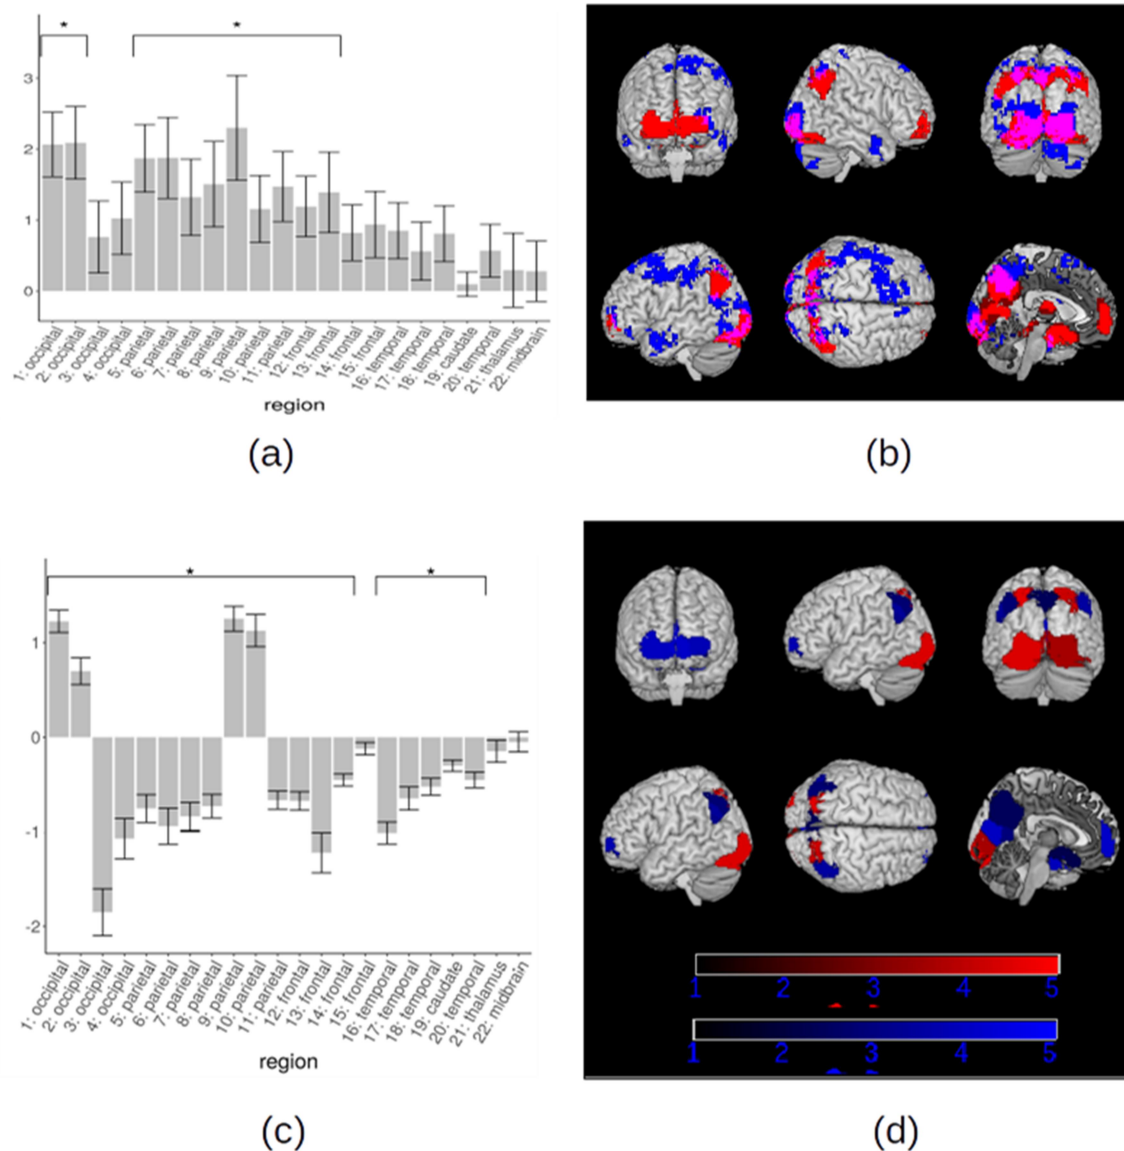 *
*
3
2
1
0
1: occipital
2: occipital
3: occipital
4: occipital
5: parietal
6: parietal
7: parietal
8: parietal
9: parietal
10: parietal
11: parietal
12: frontal
13: frontal
14: frontal
15: frontal
16: temporal
17: temporal
18: temporal
19: caudate
20: temporal
21: thalamus
22: midbrain
region
(a)
(b)
*
*
1
0
-1
-2
1: occipital
2: occipital
3: occipital
4: occipital
5: parietal
6: parietal
7: parietal
8: parietal
9: parietal
10: parietal
11: parietal
12: frontal
13: frontal
14: frontal
15: frontal
16: temporal
17: temporal
18: temporal
19: caudate
20: temporal
21: thalamus
22: midbrain
region
(c)
1 2 3 4 5
1 2 3 4 5
(d)